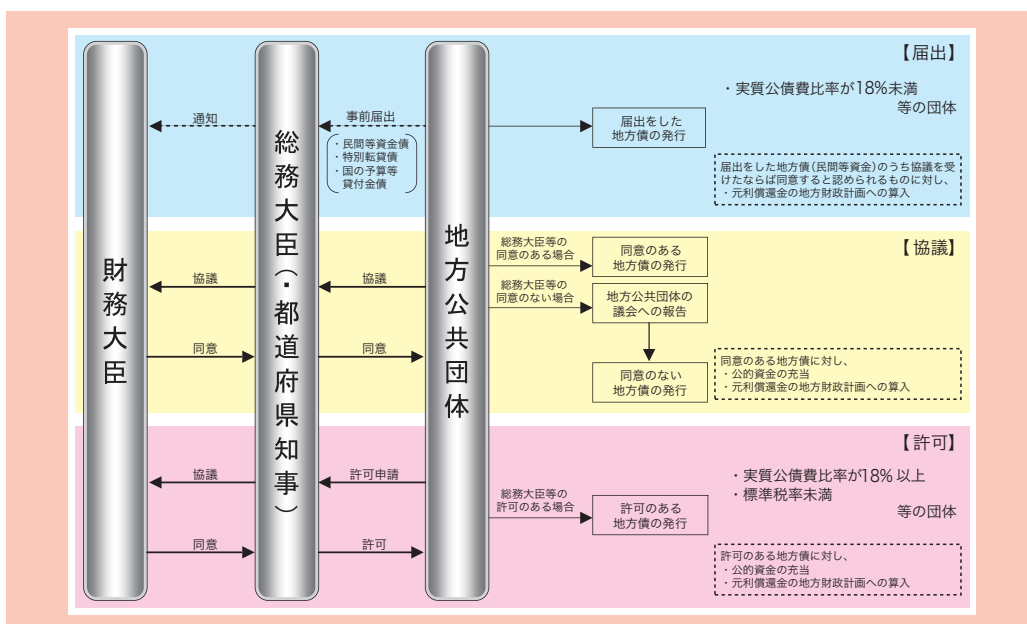 財務大臣
総務大臣（・都道府県知事）
地方公共団体
【届出】
・実質公債費比率が18%未満
等の団体
通知
事前届出
・民間等資金債
・特別転貸債
・国の予算等
貸付金債
届出をした
地方債の発行
届出をした地方債（民間等資金）のうち協議を受
けたならば同意すると認められるものに対し、
・元利償還金の地方財政計画への算入
【協議】
協議
協議
同意
同意
総務大臣等の
同意のある場合
同意のある
地方債の発行
総務大臣等の
同意のない場合
地方公共団体の
議会への報告
同意のない
地方債の発行
同意のある地方債に対し、
・公的資金の充当
・元利償還金の地方財政計画への算入
【許可】
・実質公債費比率が18% 以上
・標準税率未満
等の団体
協議
許可申請
同意
許可
総務大臣等の
許可のある場合
許可のある
地方債の発行
許可のある地方債に対し、
・公的資金の充当
・元利償還金の地方財政計画への算入